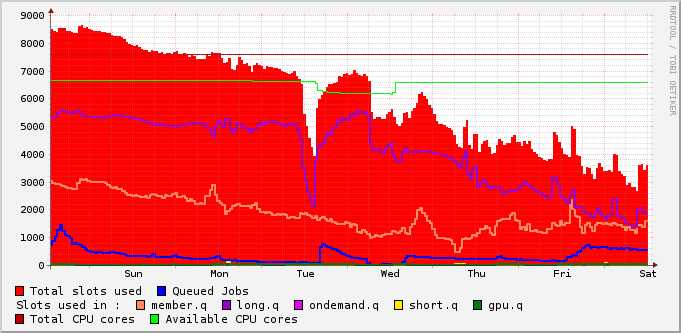 9000
8000
7000
6000
5000
4000
3000
2000
1000
0
Sun Mon Tue Wed Thu Fri Sat
RRDTOOL / TOBI OETIKER
Total slots used Queued Jobs
Slots used in : member.q long.q ondemand.q short.q gpu.q
Total CPU cores Available CPU cores